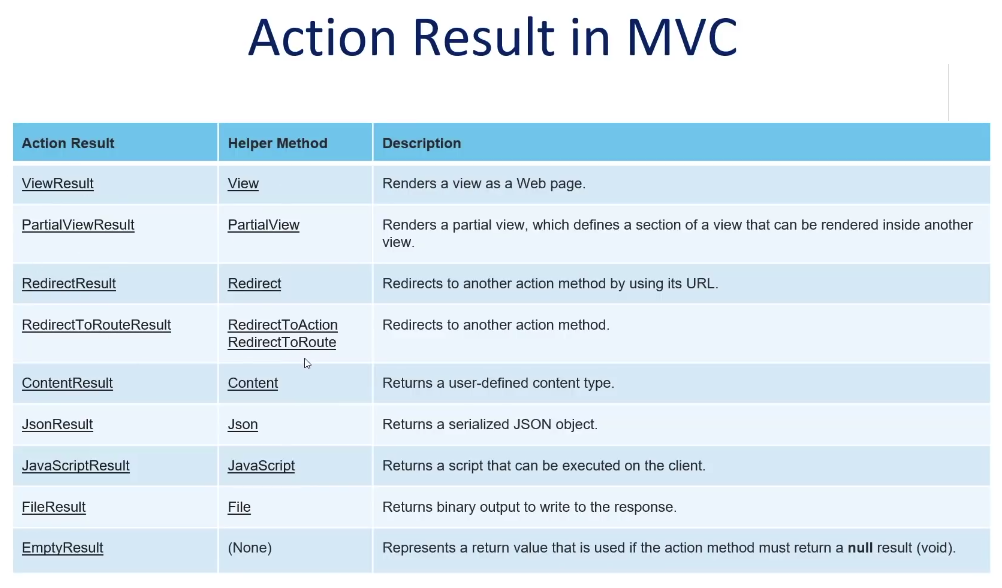 Action Result in MVC
Action Result Helper Method Description
ViewResult View Renders a view as a Web page.
PartialViewResult PartialView Renders a partial view, which defines a section of a view that can be rendered inside another
view.
RedirectResult Redirect Redirects to another action method by using its URL.
RedirectToRouteResult RedirectToAction Redirects to another action method.
RedirectToRoute
ContentResult Content Returns a user-defined content type.
JsonResult Json Returns a serialized JSON object.
JavaScriptResult JavaScript Returns a script that can be executed on the client.
FileResult File Returns binary output to write to the response.
EmptyResult (None) Represents a return value that is used if the action method must return a null result (void).